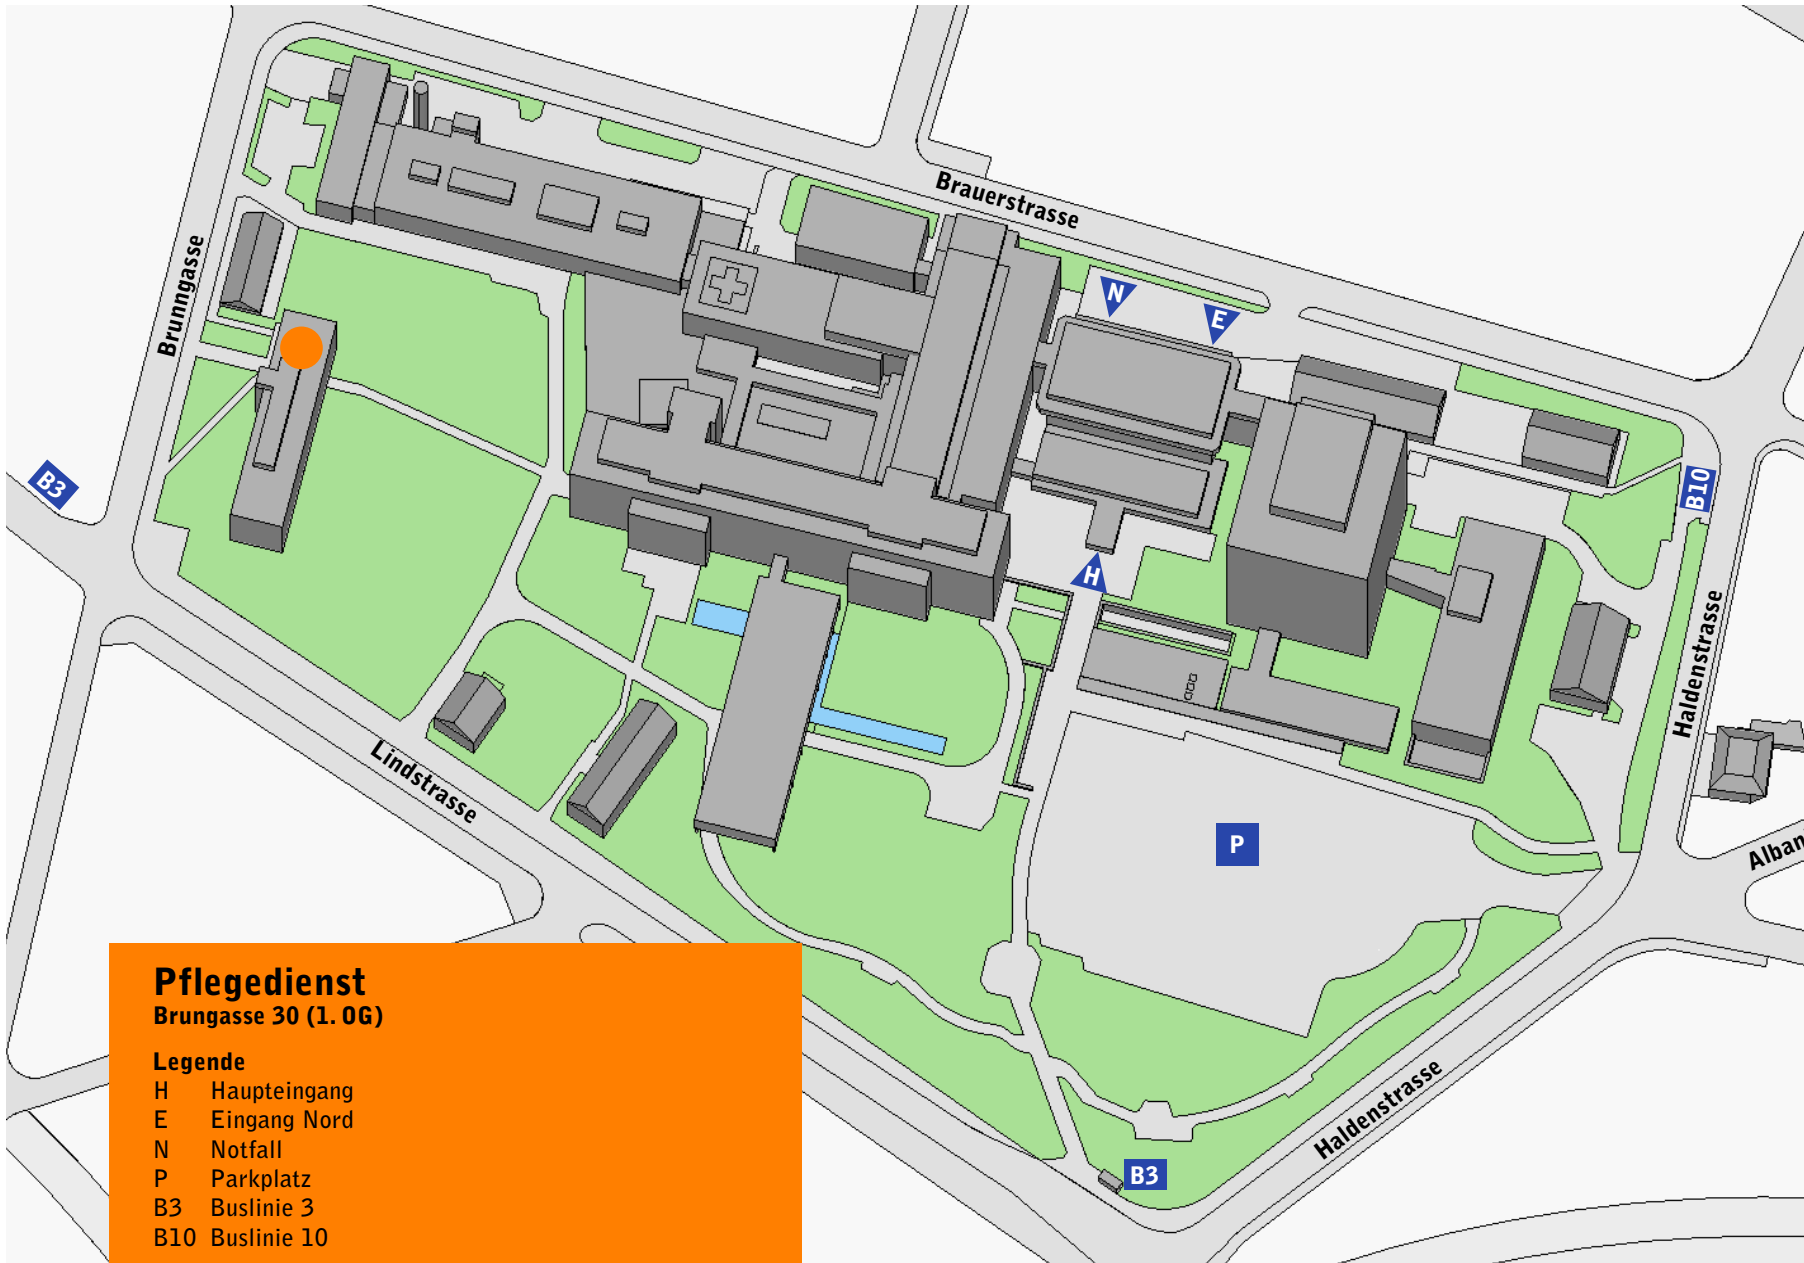 Brauerstrasse
N
E
Brunngasse
B3
B10
H
Haldenstrasse
Lindstrasse
P
Alban
Haldenstrasse
B3
Pflegedienst
Brungasse 30 (1. OG)
Legende
H Haupteingang
E Eingang Nord
N Notfall
P Parkplatz
B3 Buslinie 3
B10 Buslinie 10